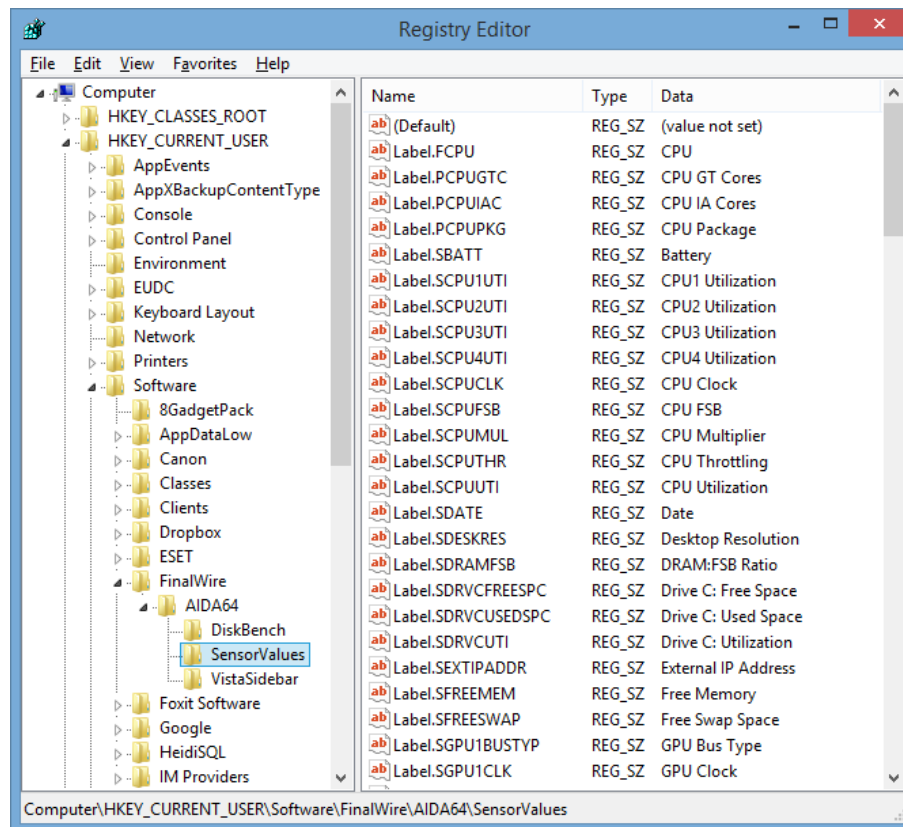 Registry Editor
File Edit View Favorites Help
Computer
HKEY_CLASSES_ROOT
HKEY_CURRENT_USER
AppEvents
AppXBackupContentType
Console
Control Panel
Environment
EUDC
Keyboard Layout
Network
Printers
Software
8GadgetPack
AppDataLow
Canon
Classes
Clients
Dropbox
ESET
FinalWire
AIDA64
DiskBench
SensorValues
VistaSidebar
Foxit Software
Google
HeidiSQL
IM Providers
Name Type Data
(Default) REG_SZ (value not set)
Label.FCPU REG_SZ CPU
Label.PCPUGTC REG_SZ CPU GT Cores
Label.PCPUIAC REG_SZ CPU IA Cores
Label.PCPUPKG REG_SZ CPU Package
Label.SBATT REG_SZ Battery
Label.SCPU1UTI REG_SZ CPU1 Utilization
Label.SCPU2UTI REG_SZ CPU2 Utilization
Label.SCPU3UTI REG_SZ CPU3 Utilization
Label.SCPU4UTI REG_SZ CPU4 Utilization
Label.SCPUCLK REG_SZ CPU Clock
Label.SCPUFSB REG_SZ CPU FSB
Label.SCPUMUL REG_SZ CPU Multiplier
Label.SCPUTHR REG_SZ CPU Throttling
Label.SCPUUTI REG_SZ CPU Utilization
Label.SDATE REG_SZ Date
Label.SDESKRES REG_SZ Desktop Resolution
Label.SDRAMFSB REG_SZ DRAM:FSB Ratio
Label.SDRVCFREESPC REG_SZ Drive C: Free Space
Label.SDRVCUSEDSPC REG_SZ Drive C: Used Space
Label.SDRVCUTI REG_SZ Drive C: Utilization
Label.SEXTIPADDR REG_SZ External IP Address
Label.SFREEMEM REG_SZ Free Memory
Label.SFREESWAP REG_SZ Free Swap Space
Label.SGPU1BUSTYP REG_SZ GPU Bus Type
Label.SGPU1CLK REG_SZ GPU Clock
Computer\HKEY_CURRENT_USER\Software\FinalWire\AIDA64\SensorValues